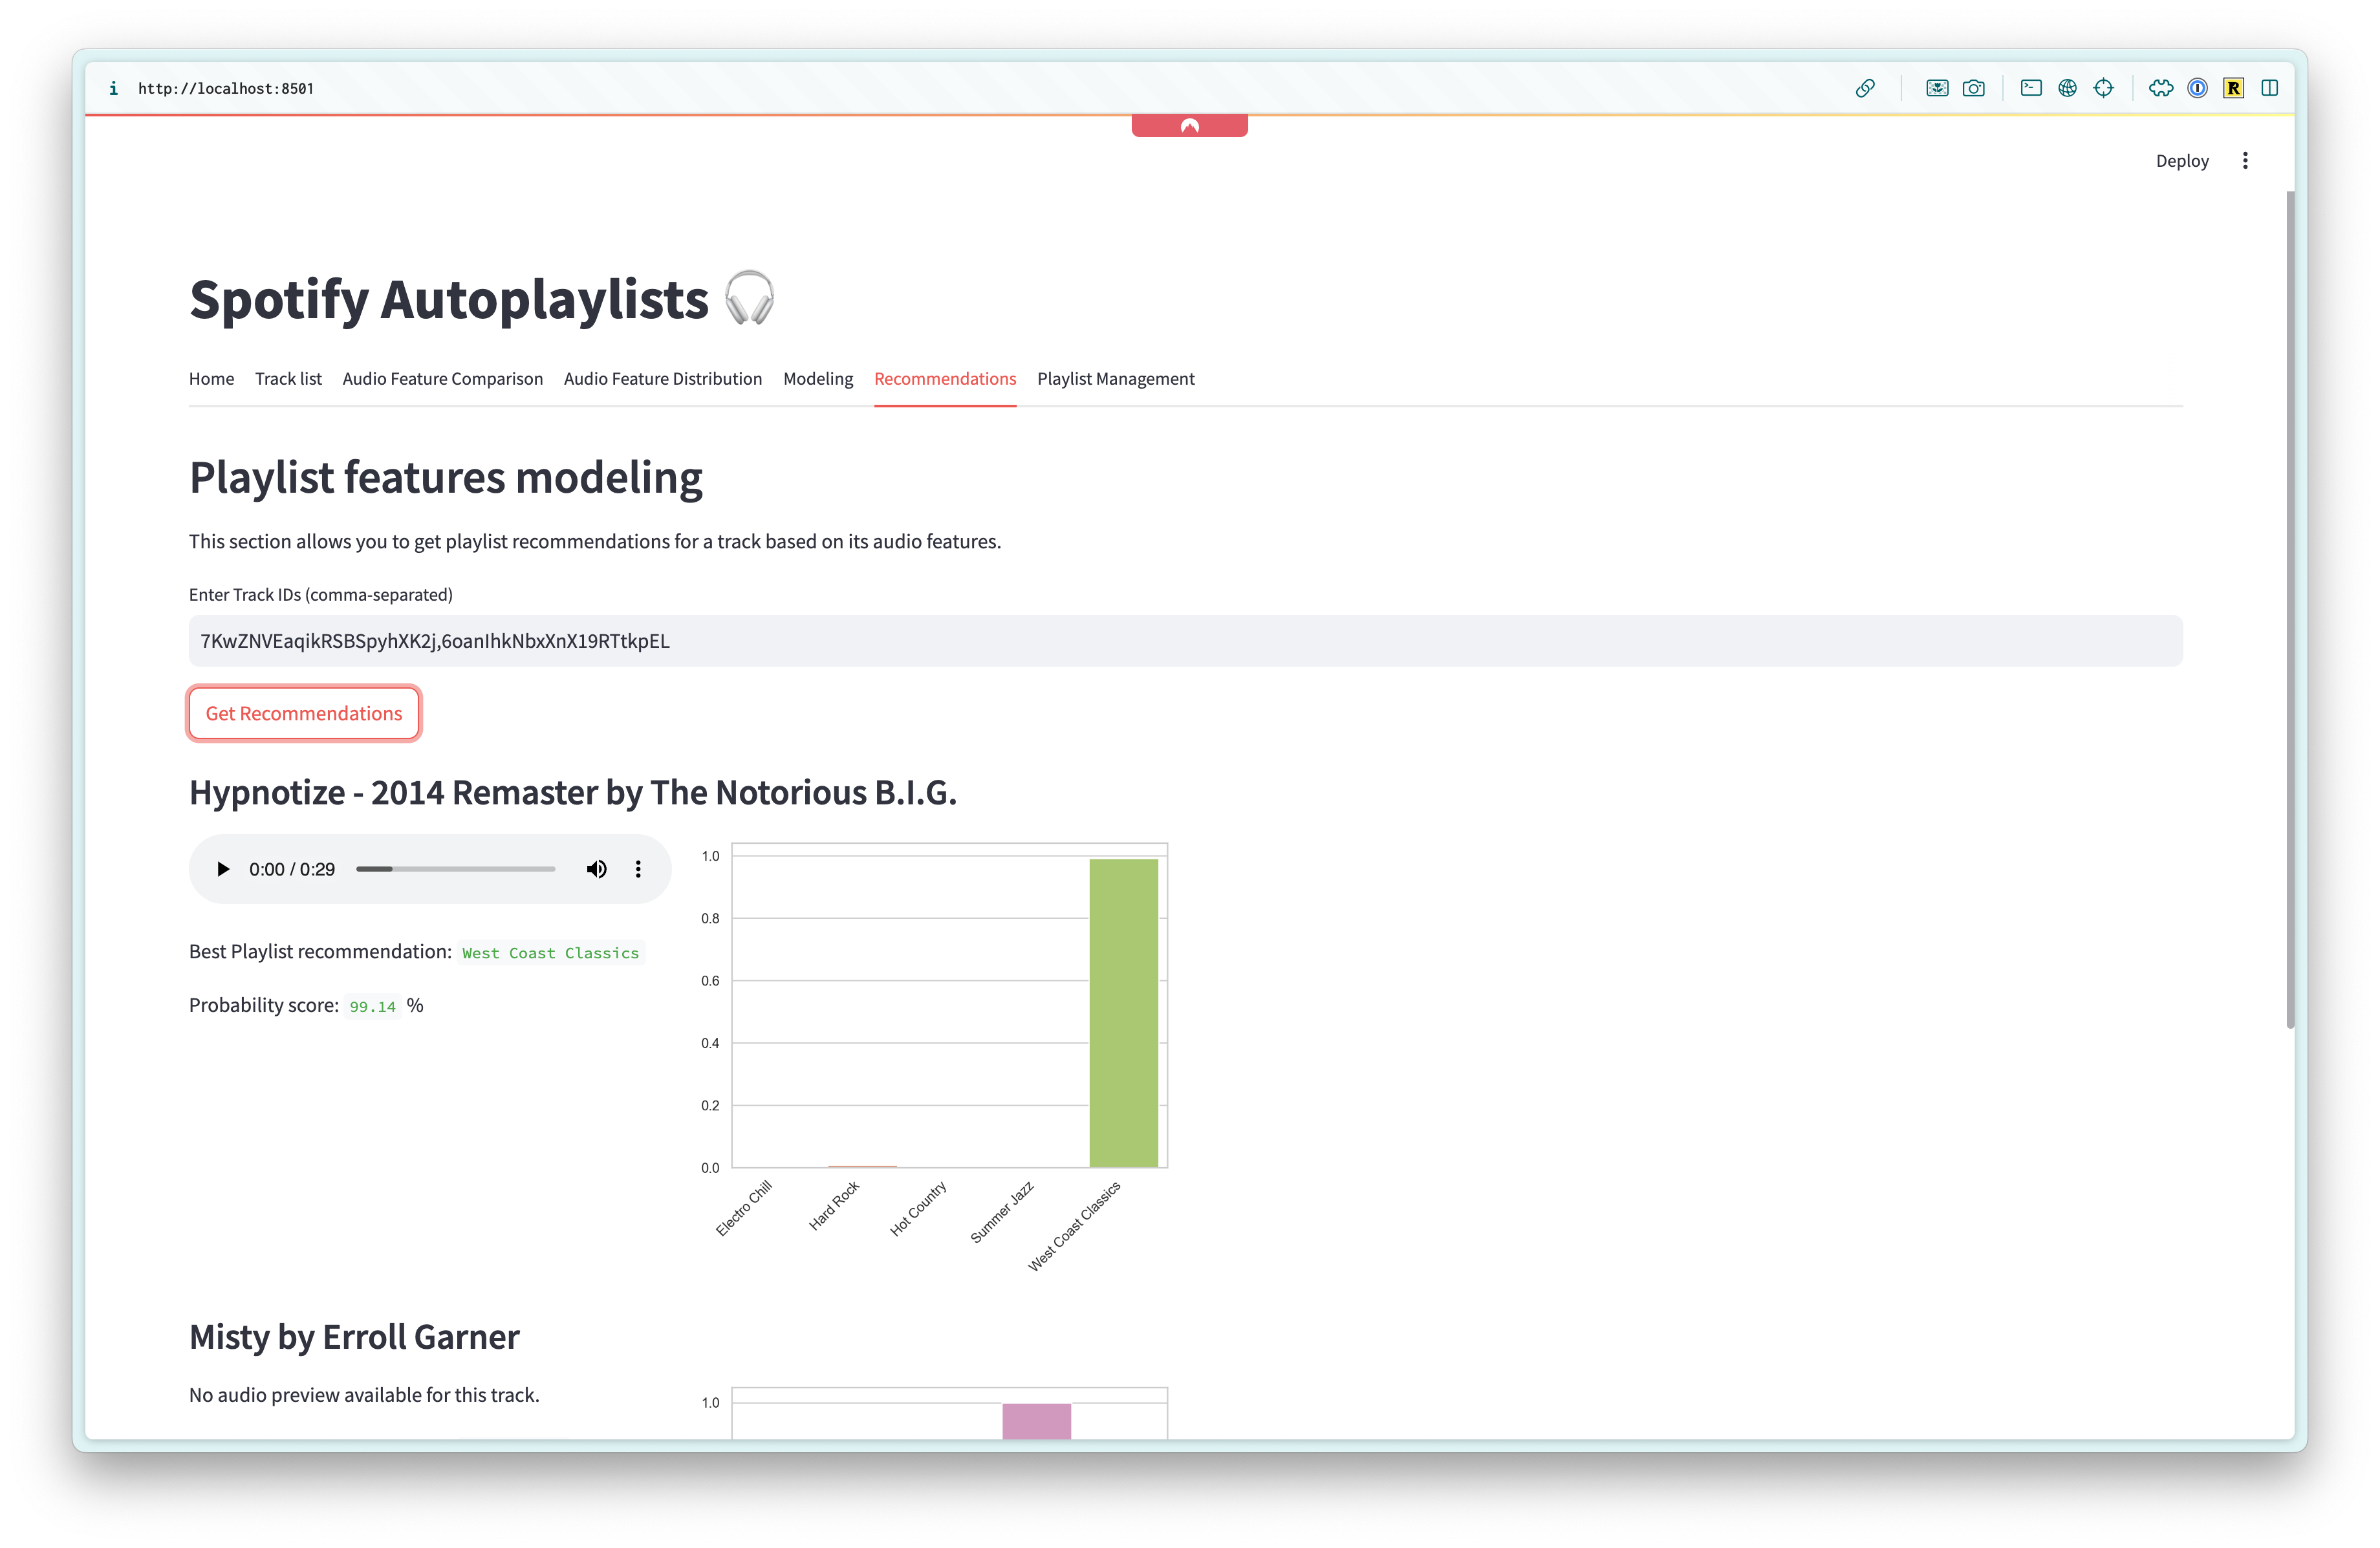 i http://localhost:8501
R
Deploy
Spotify Autoplaylists
Home Track list Audio Feature Comparison Audio Feature Distribution Modeling Recommendations Playlist Management
Playlist features modeling
This section allows you to get playlist recommendations for a track based on its audio features.
Enter Track IDs (comma-separated)
7KwZNVEaqikRSBSpyhXK2j,6oanIhkNbxXnX19RTtkpEL
Get Recommendations
Hypnotize - 2014 Remaster by The Notorious B.I.G.
0:00 / 0:29
Best Playlist recommendation: West Coast Classics
Probability score: 99.14 %
1.0
0.8
0.6
0.4
0.2
0.0
Electro Chill
Hard Rock
Hot Country
Summer Jazz
West Coast Classics
Misty by Erroll Garner
No audio preview available for this track.
1.0